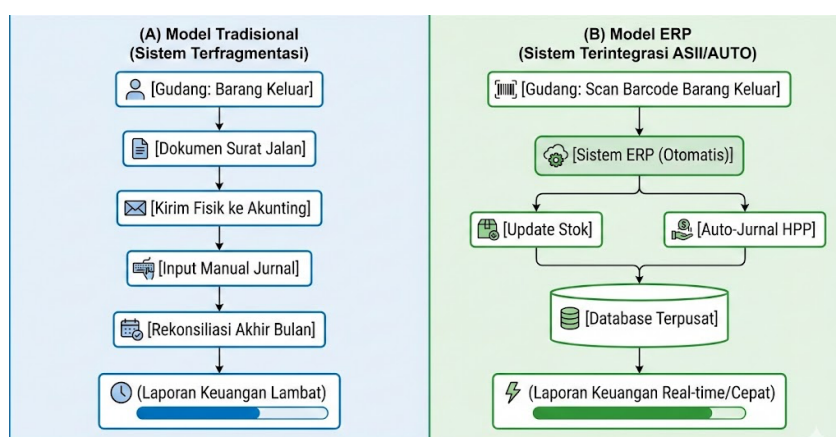 (A) Model Tradisional
(Sistem Terfragmentasi)
[Gudang: Barang Keluar]
[Dokumen Surat Jalan]
[Kirim Fisik ke Akunting]
[Input Manual Jurnal]
[Rekonsiliasi Akhir Bulan]
(Laporan Keuangan Lambat)
(B) Model ERP
(Sistem Terintegrasi ASII/AUTO)
[Gudang: Scan Barcode Barang Keluar]
[Sistem ERP (Otomatis)]
[Update Stok]
[Auto-Jurnal HPP]
[Database Terpusat]
(Laporan Keuangan Real-time/Cepat)